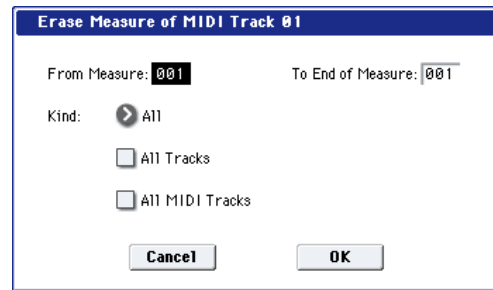 Erase Measure of MIDI Track 01
From Measure: 001 To End of Measure: 001
Kind: All
All Tracks
All MIDI Tracks
Cancel OK